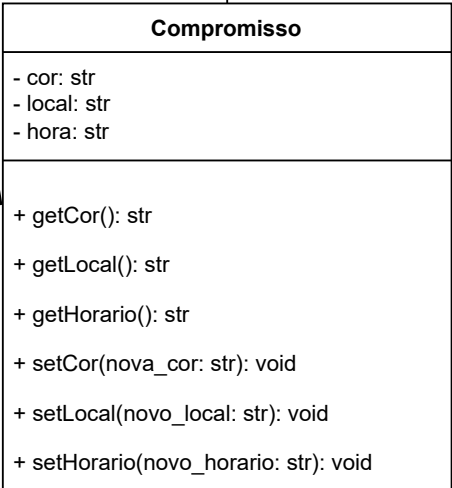 Compromisso
- cor: str
- local: str
- hora: str
+ getCor(): str
+ getLocal(): str
+ getHorario(): str
+ setCor(nova_cor: str): void
+ setLocal(novo_local: str): void
+ setHorario(novo_horario: str): void